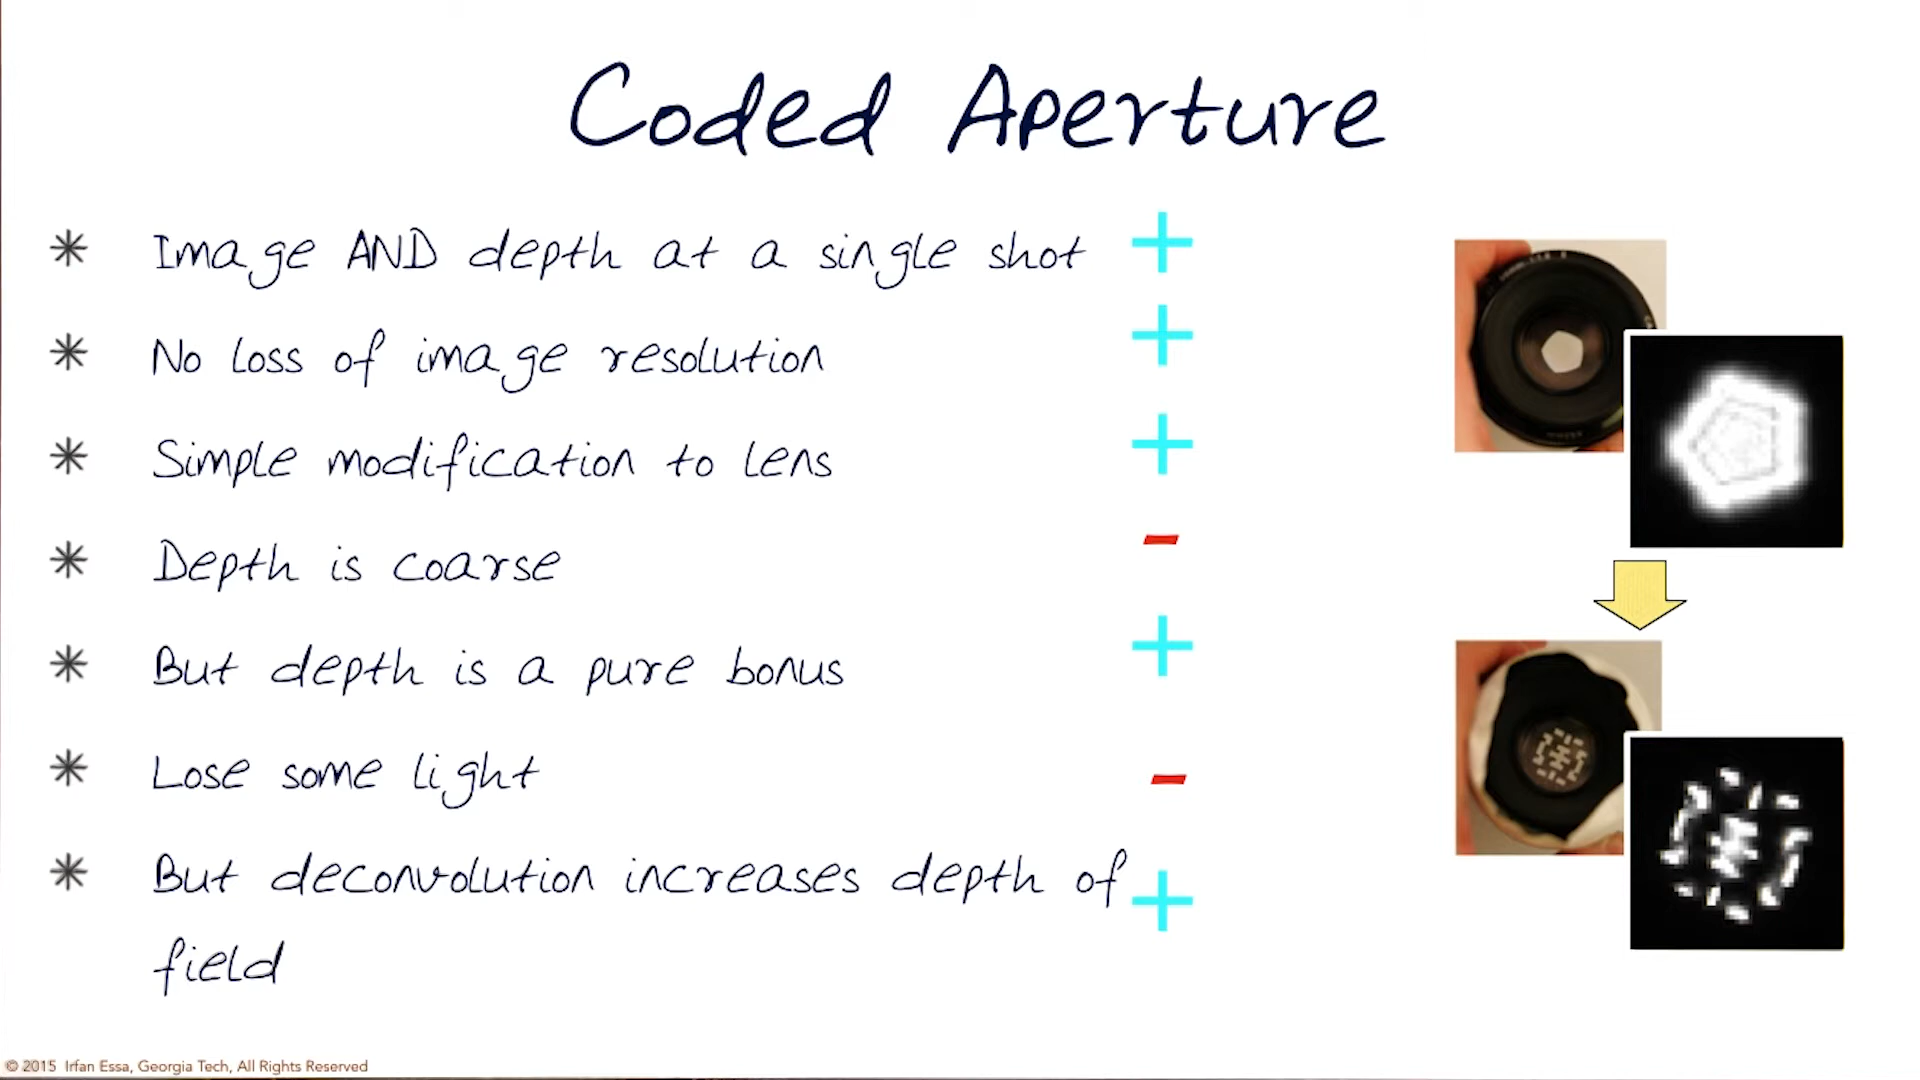 Coded Aperture
* Image AND depth at a single shot +
* No loss of image resolution +
* Simple modification to lens +
* Depth is coarse -
* But depth is a pure bonus +
* Lose some light -
* But deconvolution increases depth of +
field
© 2015 Irfan Essa, Georgia Tech, All Rights Reserved